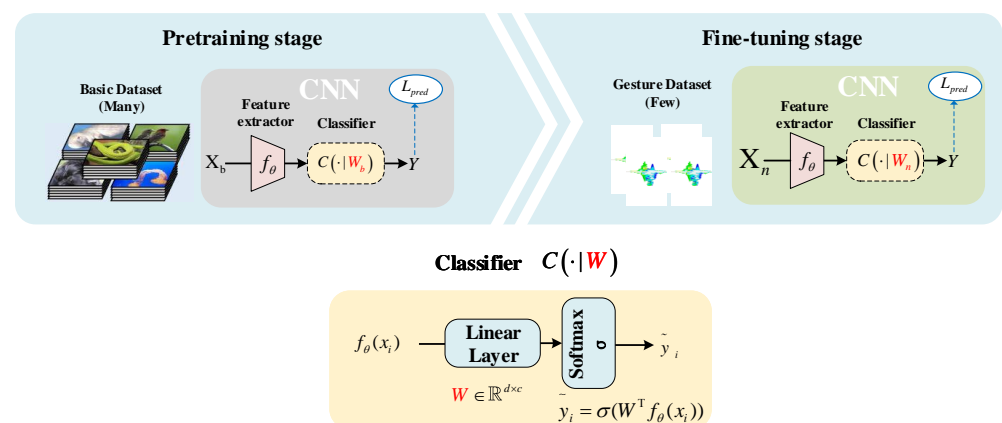 Pretraining stage
Fine-tuning stage
Basic Dataset
(Many)
CNN
L_pred
Feature
extractor
Classifier
X_b
f_θ
C(·|W_b)
Y
Gesture Dataset
(Few)
CNN
L_pred
Feature
extractor
Classifier
X_n
f_θ
C(·|W_n)
Y
Classifier C(·|W)
f_θ(x_i)
Linear
Layer
Softmax
σ
ỹ_i
W ∈ ℝ^{d×c}
ỹ_i = σ(W^T f_θ(x_i))